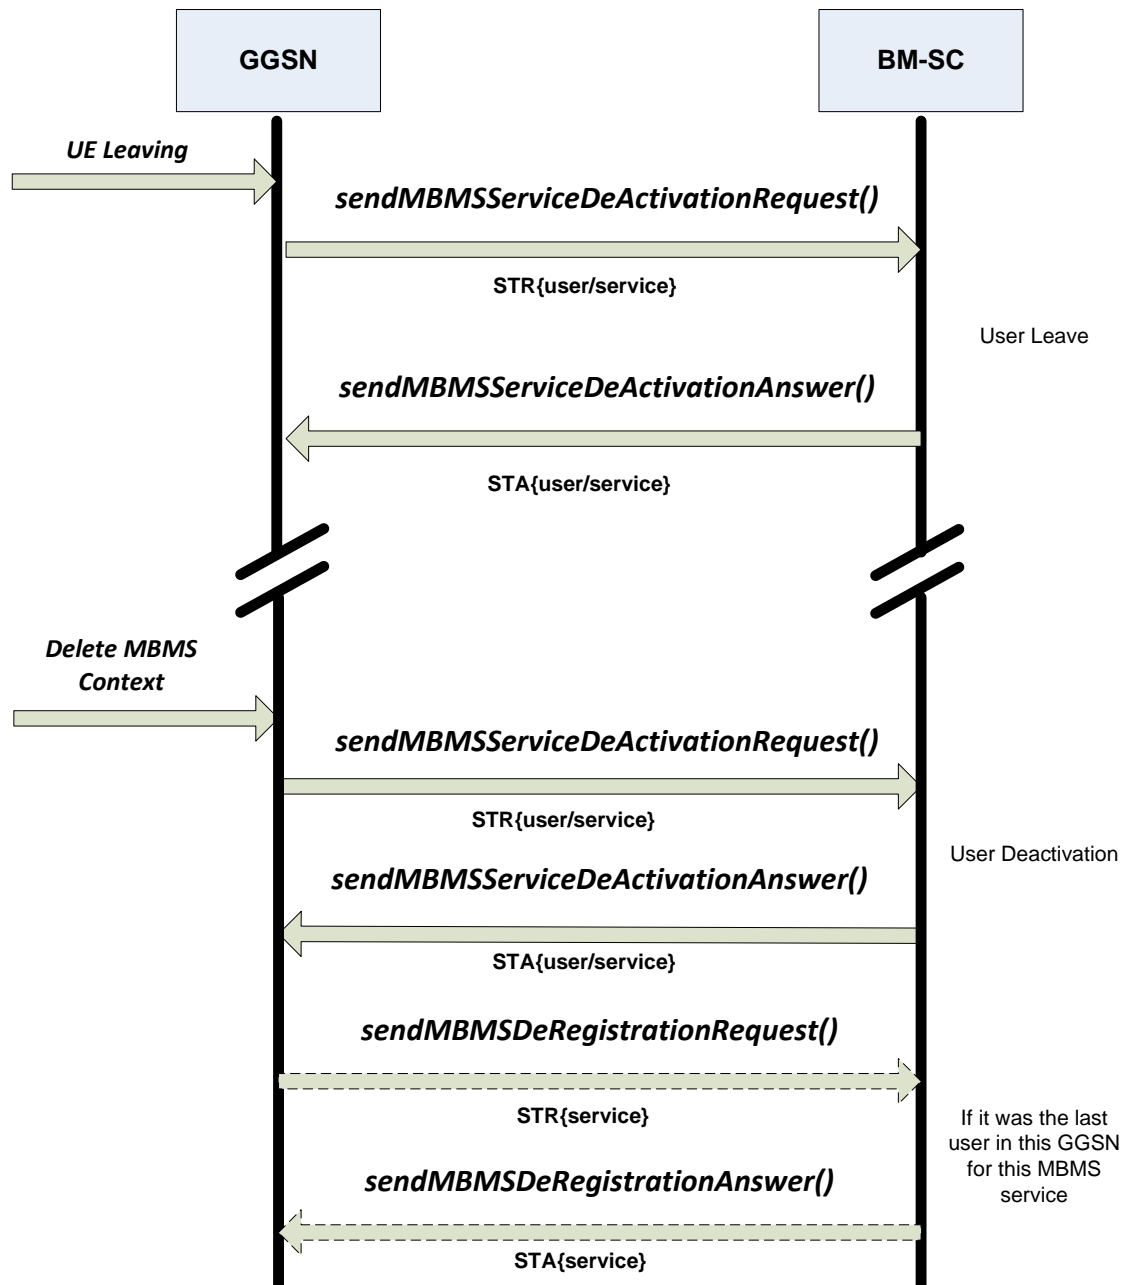 GGSN
BM-SC
UE Leaving
sendMBMSServiceDeActivationRequest()
STR{user/service}
User Leave
sendMBMSServiceDeActivationAnswer()
STA{user/service}
Delete MBMS
Context
sendMBMSServiceDeActivationRequest()
STR{user/service}
User Deactivation
sendMBMSServiceDeActivationAnswer()
STA{user/service}
sendMBMSDeRegistrationRequest()
STR{service}
If it was the last
user in this GGSN
for this MBMS
service
sendMBMSDeRegistrationAnswer()
STA{service}